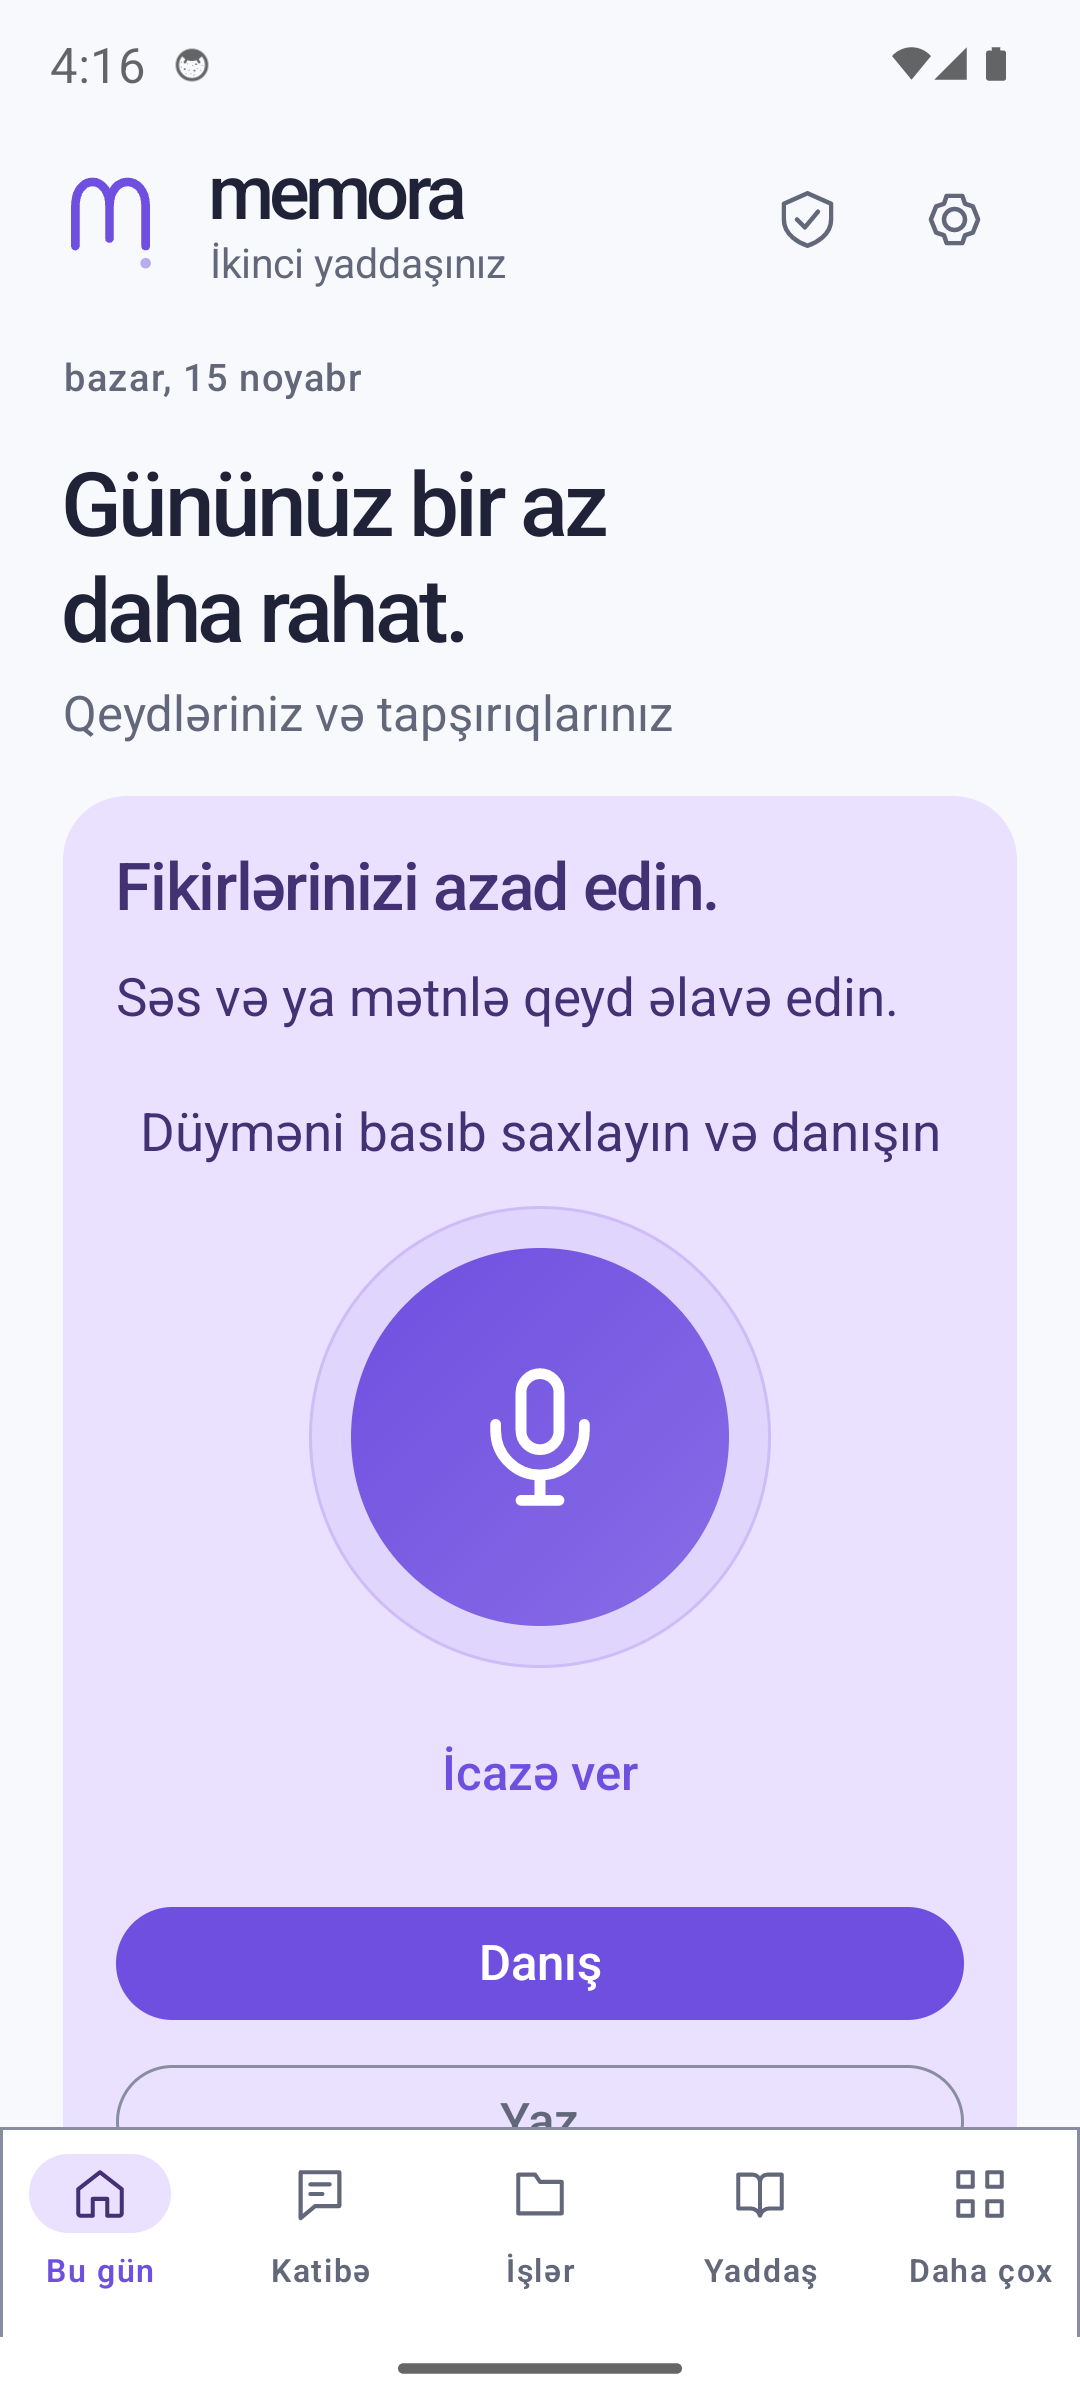 4:16
memora
İkinci yaddaşınız
bazar, 15 noyabr
Gününüz bir az
daha rahat.
Qeydləriniz və tapşırıqlarınız
Fikirlərinizi azad edin.
Səs və ya mətnlə qeyd əlavə edin.
Düyməni basıb saxlayın və danışın
İcazə ver
Danış
Yaz
Bu gün
Katibə
İşlər
Yaddaş
Daha çox